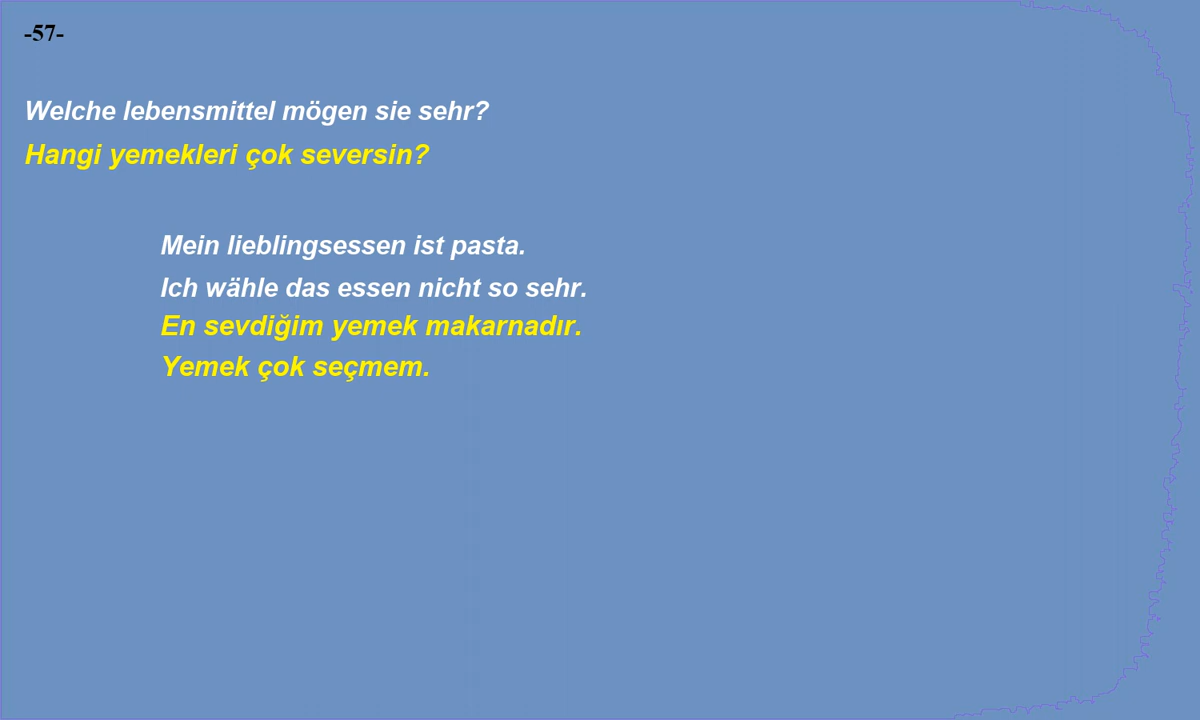 -57-
Welche lebensmittel mögen sie sehr?
Hangi yemekleri çok seversin?
Mein lieblingsessen ist pasta.
Ich wähle das essen nicht so sehr.
En sevdiğim yemek makarnadır.
Yemek çok seçmem.